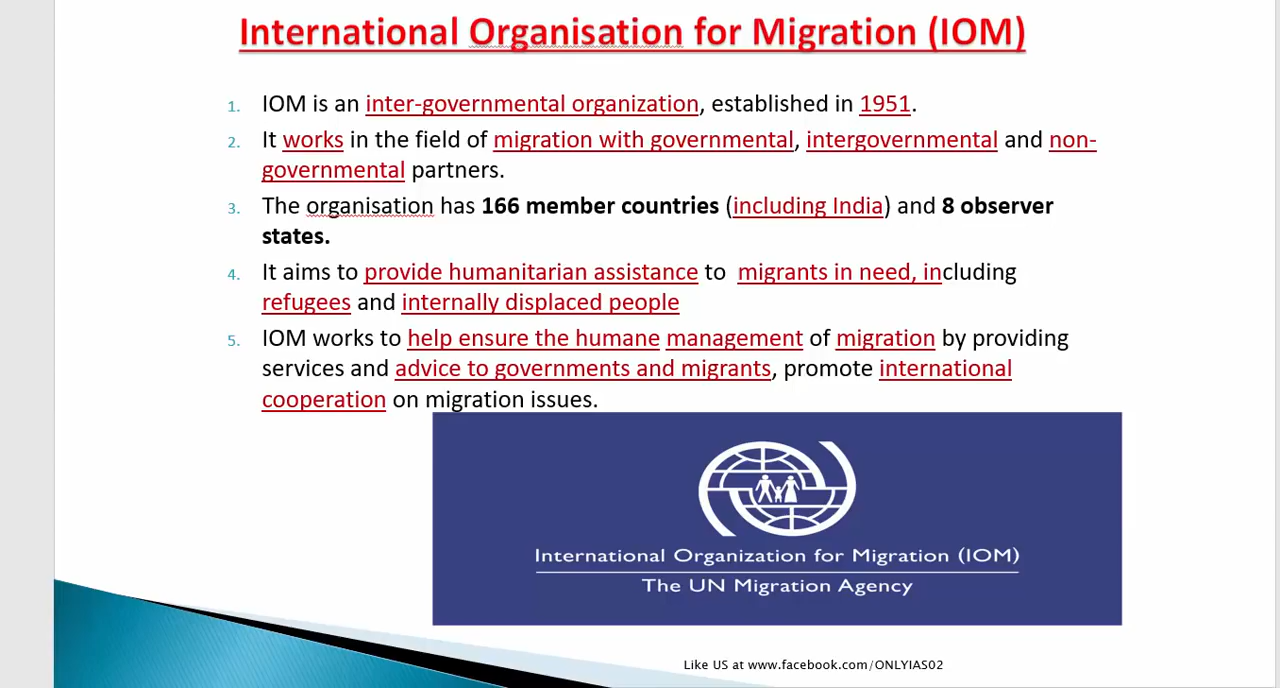 International Organisation for Migration (IOM)
1. IOM is an inter-governmental organization, established in 1951.
2. It works in the field of migration with governmental, intergovernmental and non-
governmental partners.
3. The organisation has 166 member countries (including India) and 8 observer
states.
4. It aims to provide humanitarian assistance to migrants in need, including
refugees and internally displaced people
5. IOM works to help ensure the humane management of migration by providing
services and advice to governments and migrants, promote international
cooperation on migration issues.
International Organization for Migration (IOM)
The UN Migration Agency
Like US at www.facebook.com/ONLYIAS02